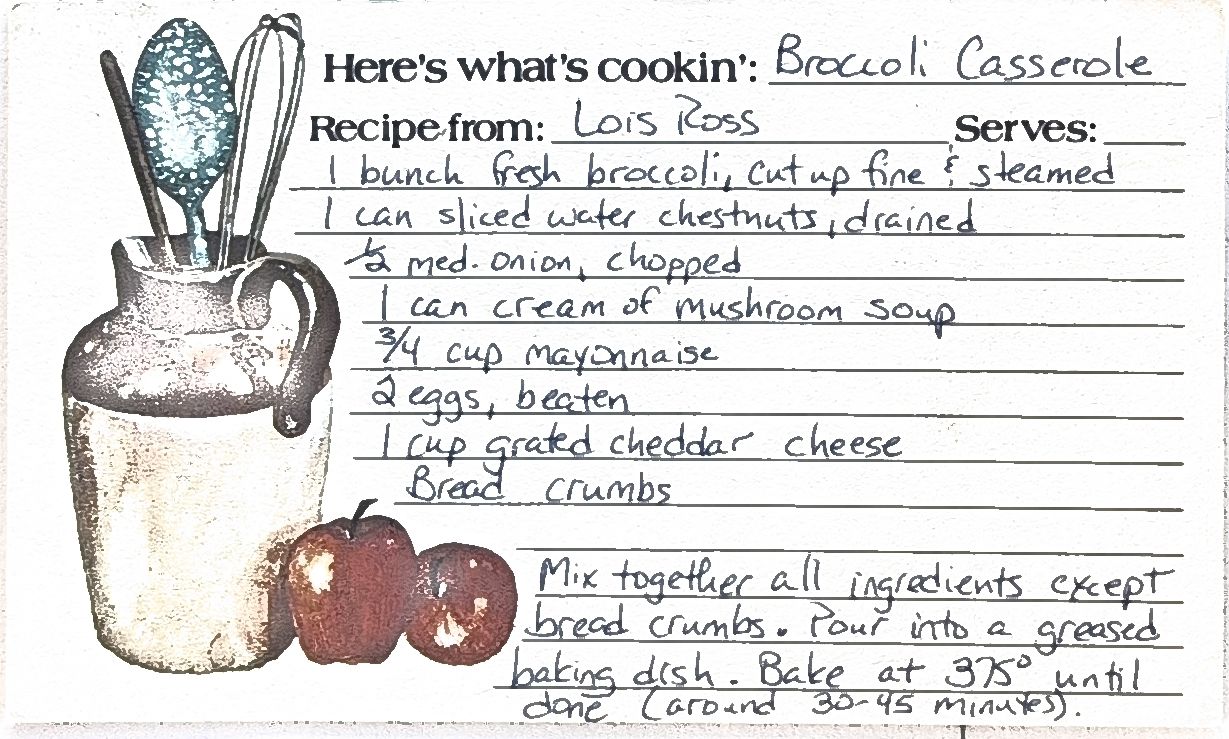 Here's what's cookin': Broccoli Casserole
Recipe from: Lois Ross Serves:
1 bunch fresh broccoli, cut up fine & steamed
1 can sliced water chestnuts, drained
1/2 med. onion, chopped
1 can cream of mushroom soup
3/4 cup mayonnaise
2 eggs, beaten
1 cup grated cheddar cheese
Bread crumbs
Mix together all ingredients except
bread crumbs. Pour into a greased
baking dish. Bake at 375° until
done (around 30-45 minutes).